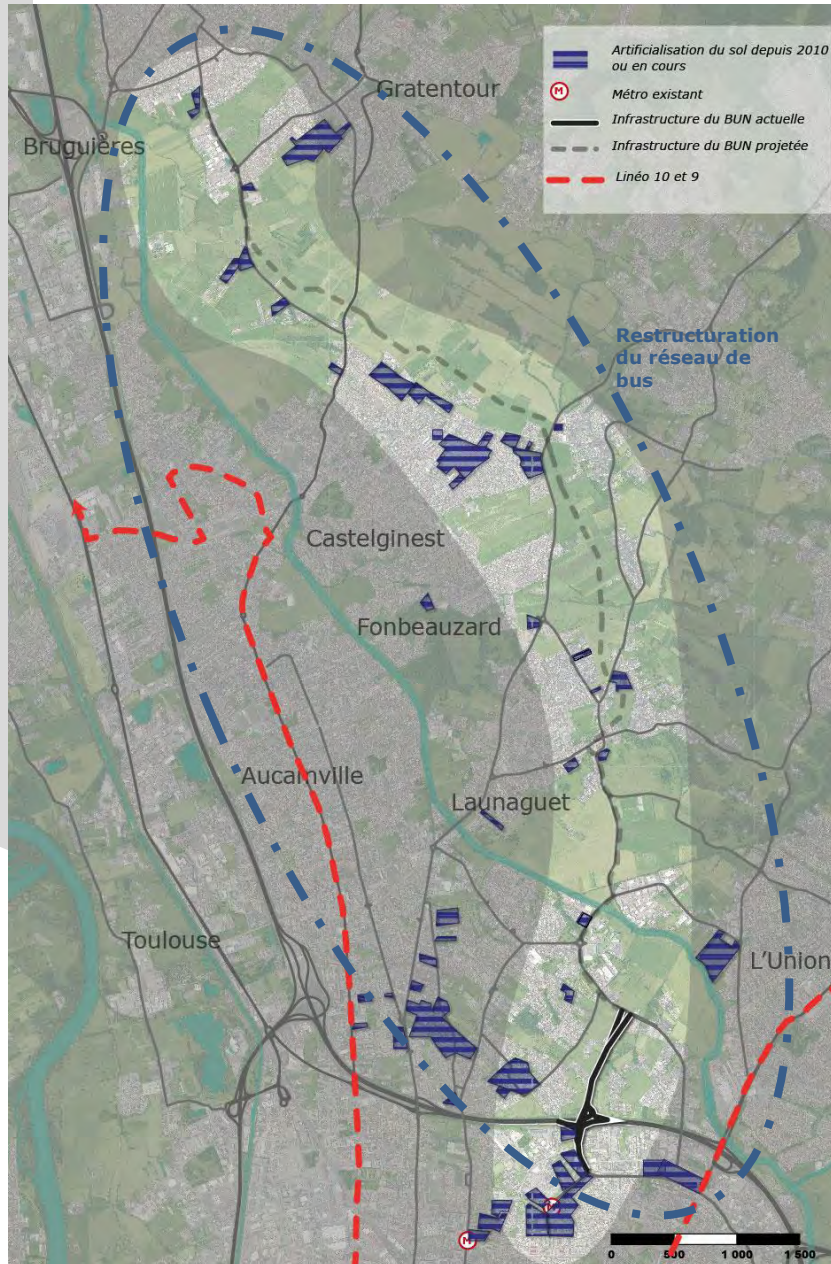 Artificialisation du sol depuis 2010
ou en cours
M
Métro existant
Infrastructure du BUN actuelle
Infrastructure du BUN projetée
Linéo 10 et 9
Gratentour
Bruguières
Restructuration
du réseau de
bus
Castelginest
Fonbeauzard
Aucamville
Launaguet
Toulouse
L'Union
M
M
0 500 1 000 1 500